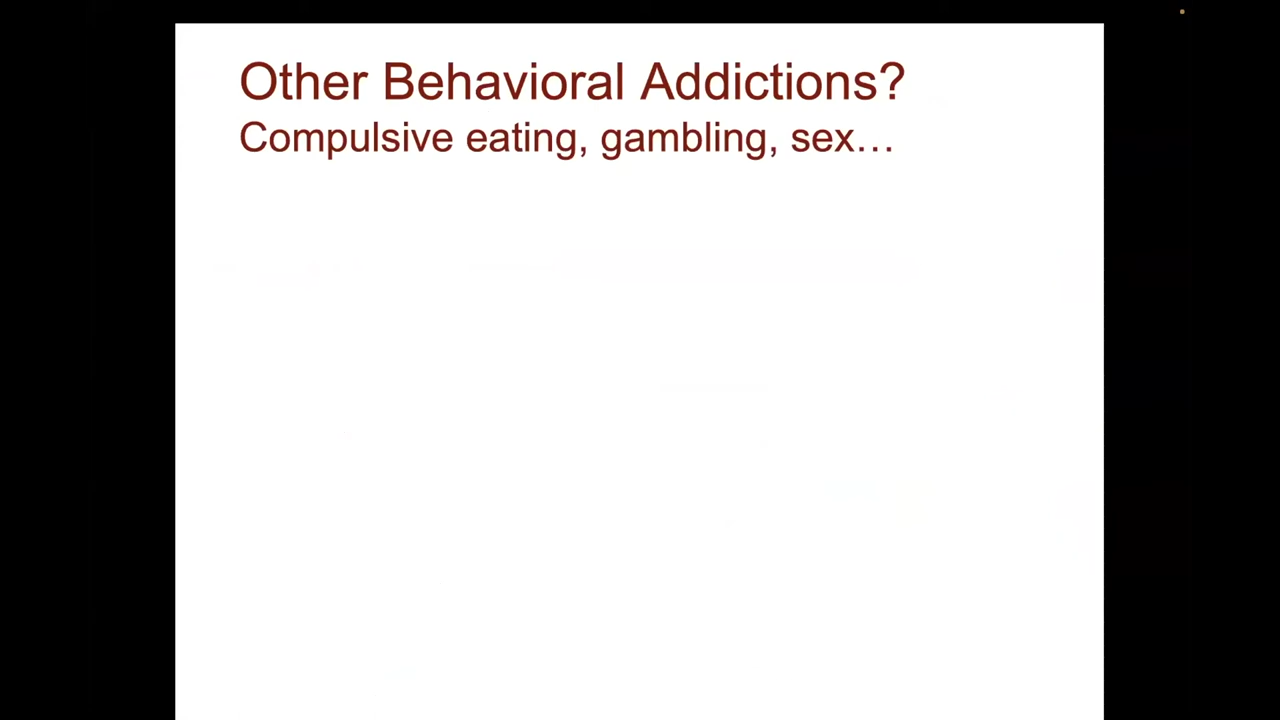 Other Behavioral Addictions?
Compulsive eating, gambling, sex…